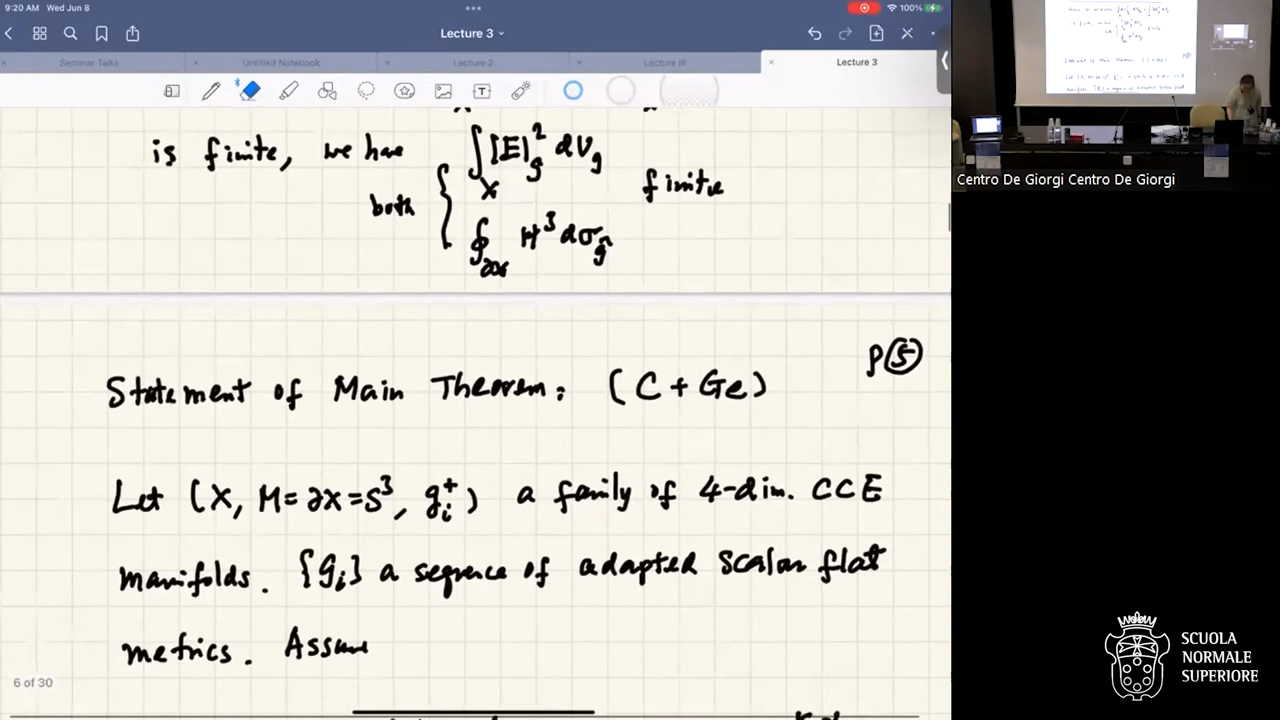 9:20 AM Wed Jun 8
100%
Lecture 3
Seminar Talks
Untitled Notebook
Lecture 2
Lecture III
Lecture 3
is finite, we have
both { ∫_X |E|_g^2 dV_g
∮_∂X H^3 dσ_ĝ
finite
p(5)
Statement of Main Theorem: (C + Ge)
Let (X, M = ∂X = S^3, g_i^+) a family of 4-dim. CCE
manifolds. {g_i} a sequence of adapted scalar flat
metrics. Assume
6 of 30
Centro De Giorgi Centro De Giorgi
SCUOLA
NORMALE
SUPERIORE